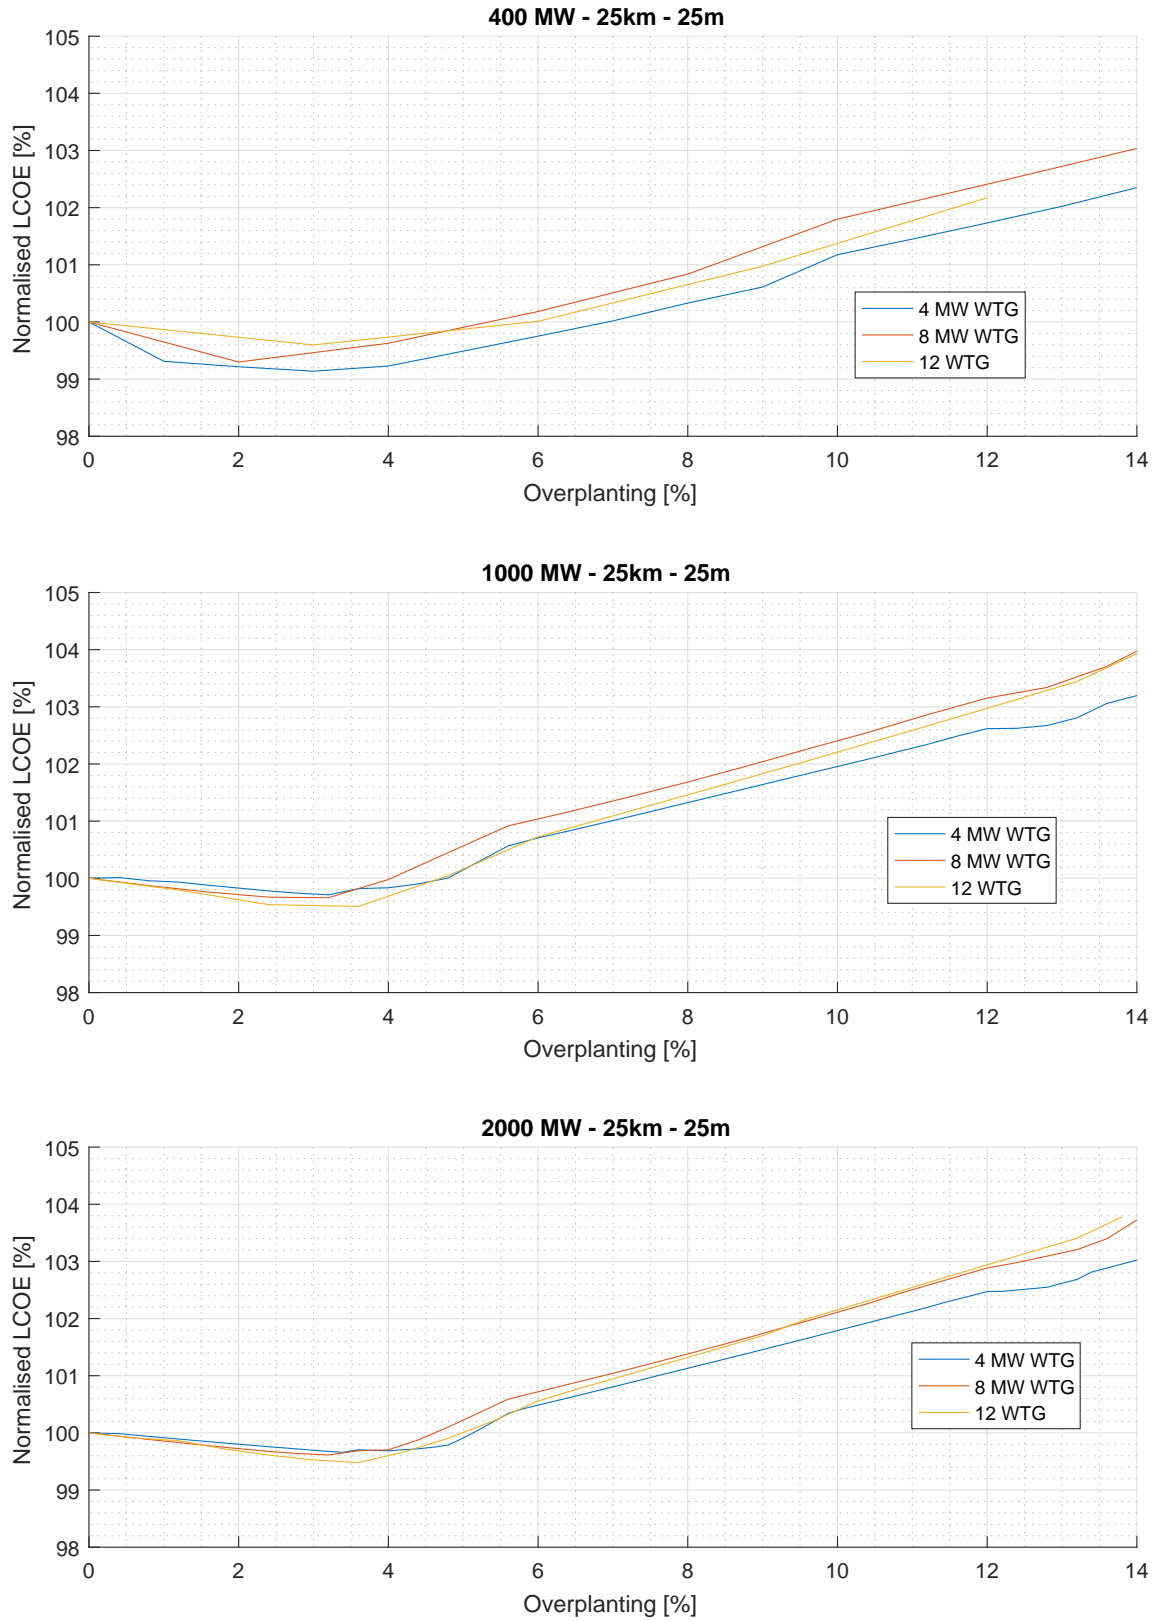 400 MW - 25km - 25m
105
104
103
102
101
100
99
98
Normalised LCOE [%]
4 MW WTG
8 MW WTG
12 WTG
0 2 4 6 8 10 12 14
Overplanting [%]
1000 MW - 25km - 25m
105
104
103
102
101
100
99
98
Normalised LCOE [%]
4 MW WTG
8 MW WTG
12 WTG
0 2 4 6 8 10 12 14
Overplanting [%]
2000 MW - 25km - 25m
105
104
103
102
101
100
99
98
Normalised LCOE [%]
4 MW WTG
8 MW WTG
12 WTG
0 2 4 6 8 10 12 14
Overplanting [%]